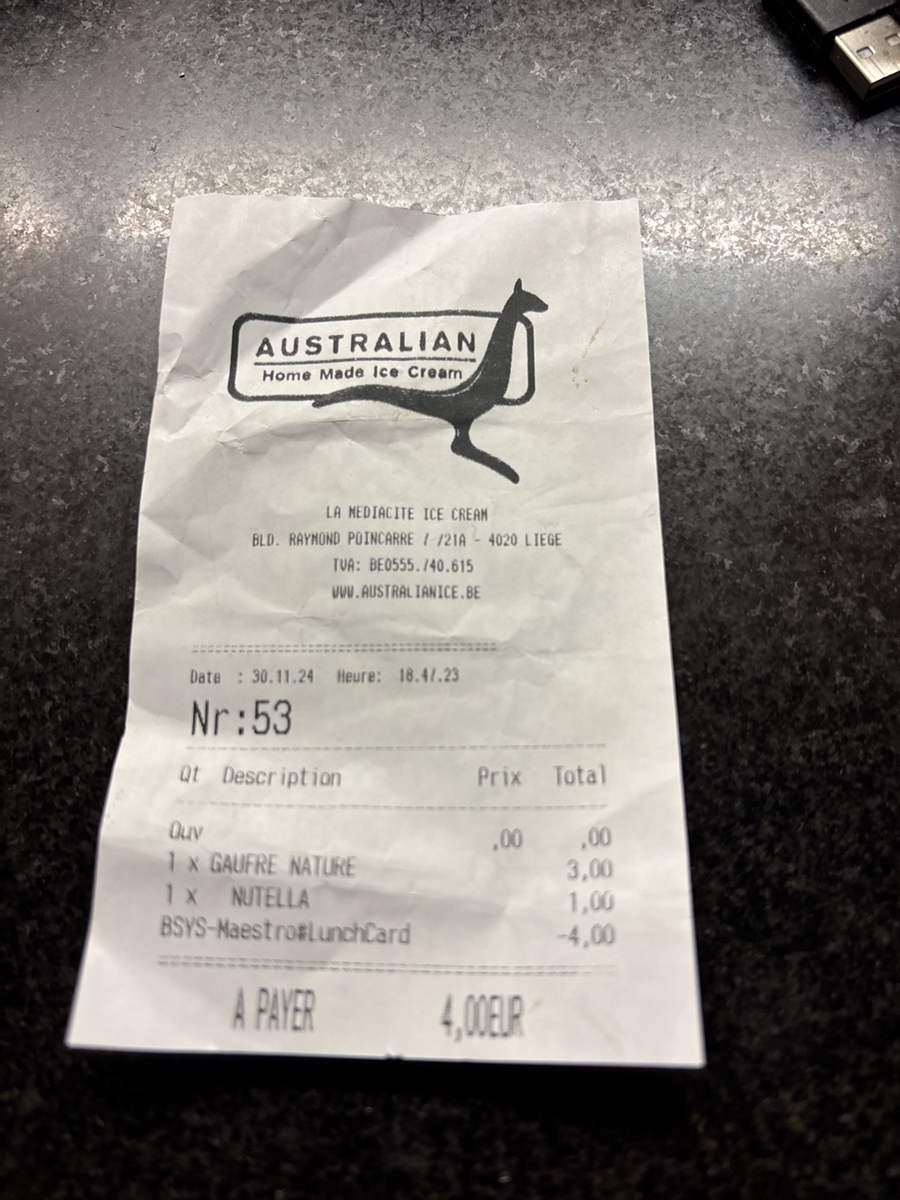 AUSTRALIAN
Home Made Ice Cream
LA MEDIACITE ICE CREAM
BLD. RAYMOND POINCARRE 7 /21A - 4020 LIEGE
TVA: BE0555.740.615
WWW.AUSTRALIANICE.BE
Date : 30.11.24 Heure: 18.47.23
Nr:53
Qt Description Prix Total
Ouv ,00 ,00
1 x GAUFRE NATURE 3,00
1 x NUTELLA 1,00
BSYS-Maestro#LunchCard -4,00
A PAYER 4,00EUR